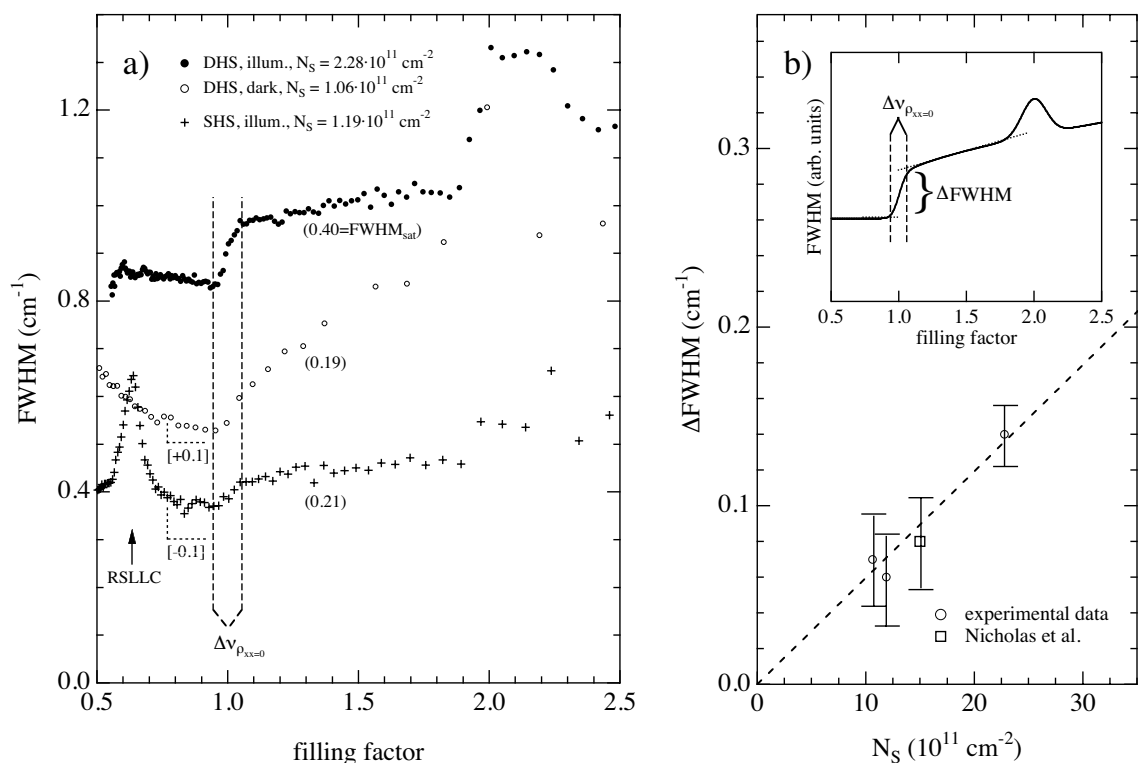 a)
● DHS, illum., N_S = 2.28·10^11 cm^-2
○ DHS, dark, N_S = 1.06·10^11 cm^-2
+ SHS, illum., N_S = 1.19·10^11 cm^-2
FWHM (cm^-1)
1.2
0.8
0.4
0.0
(0.40=FWHM_sat)
(0.19)
[+0.1]
(0.21)
[-0.1]
RSLLC
Δν_ρxx=0
0.5 1.0 1.5 2.0 2.5
filling factor
b)
ΔFWHM (cm^-1)
0.3
0.2
0.1
0.0
FWHM (arb. units)
Δν_ρxx=0
ΔFWHM
0.5 1.0 1.5 2.0 2.5
filling factor
○ experimental data
□ Nicholas et al.
0 10 20 30
N_S (10^11 cm^-2)